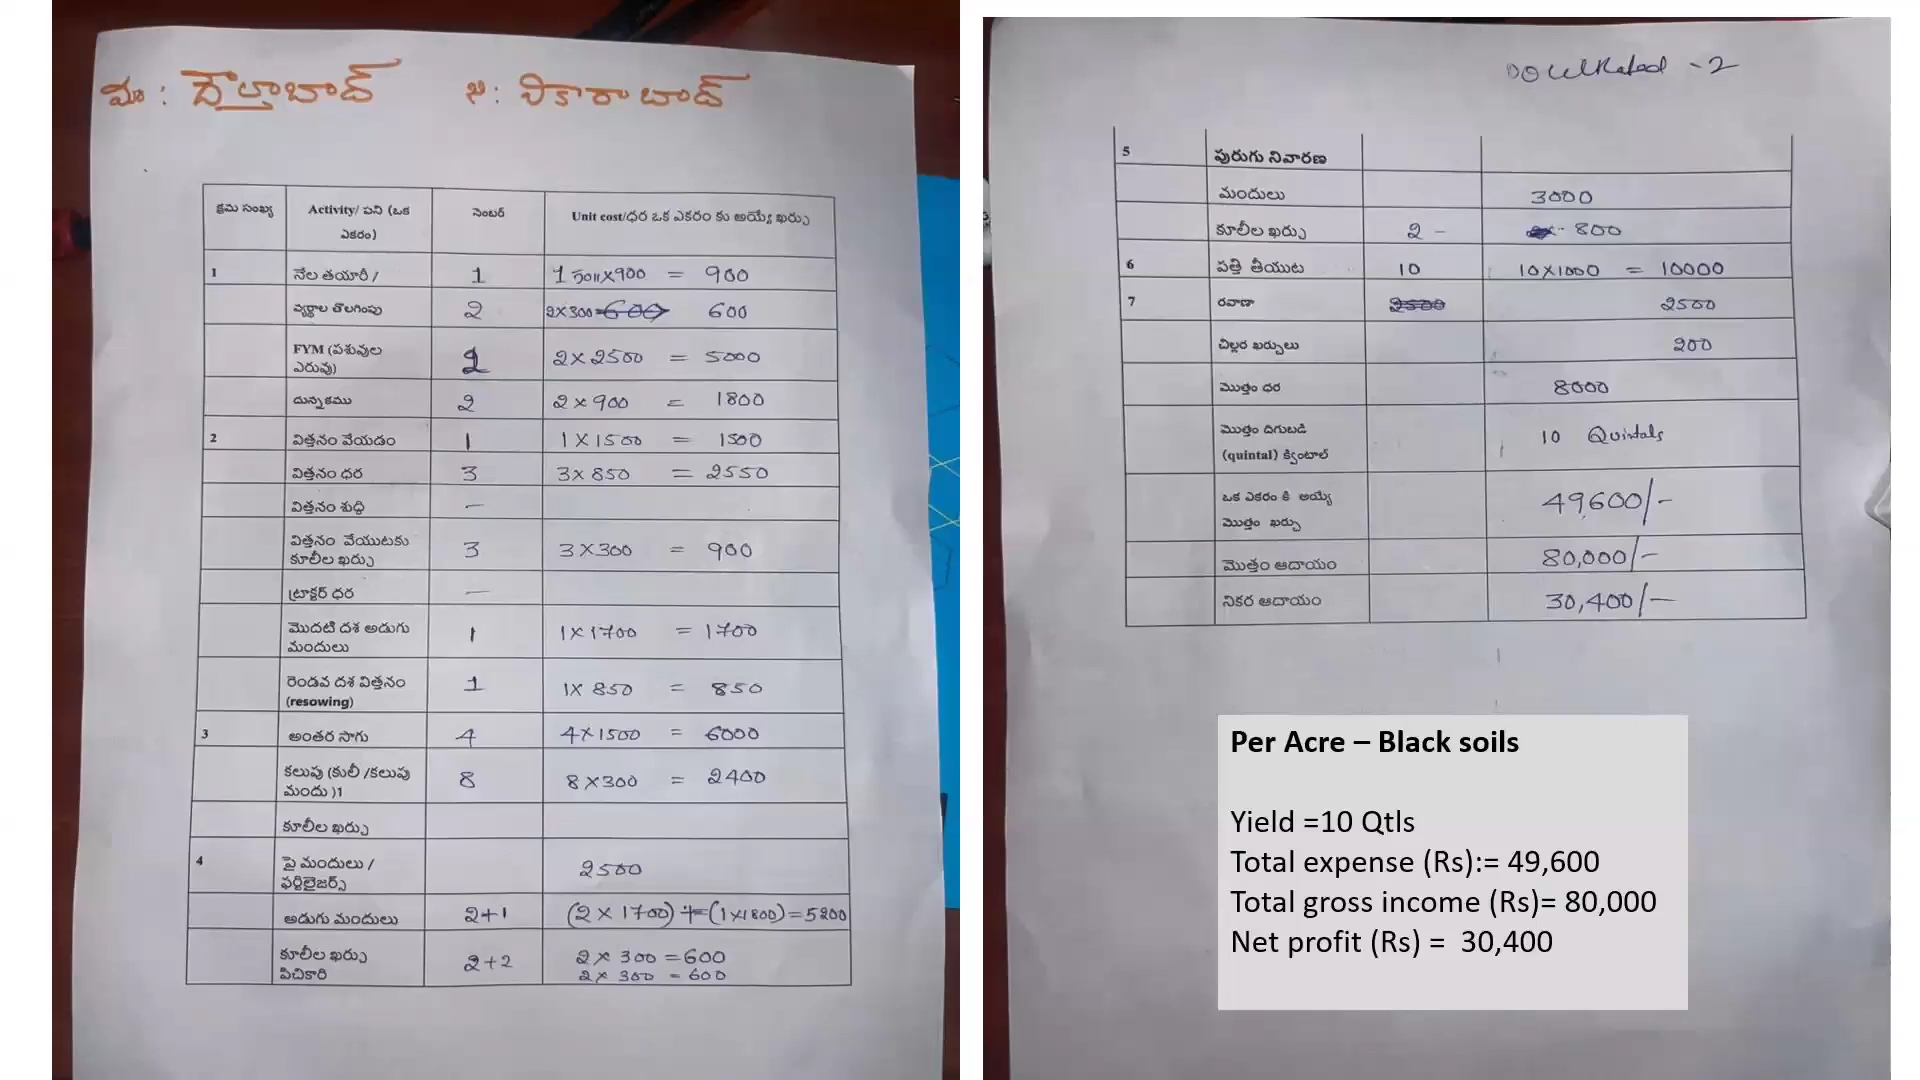 మం: దౌల్తాబాద్ జి: వికారాబాద్
క్రమ సంఖ్య Activity/ పని (ఒక ఎకరం) నెంబర్ Unit cost/ధర ఒక ఎకరం కు అయ్యే ఖర్చు
1 నేల తయారీ / 1 900 = 900
వ్యర్థాల తొలగింపు 2 2x300 600
FYM (పశువుల ఎరువు) 2 2x2500 = 5000
దున్నకము 2 2x900 = 1800
2 విత్తనం వేయడం 1 1x1500 = 1500
విత్తనం ధర 3 3x850 = 2550
విత్తనం శుద్ధి —
విత్తనం వేయుటకు కూలీల ఖర్చు 3 3x300 = 900
ట్రాక్టర్ ధర —
మొదటి దశ అడుగు మందులు 1 1x1700 = 1700
రెండవ దశ విత్తనం (resowing) 1 1x850 = 850
3 అంతర సాగు 4 4x1500 = 6000
కలుపు (కులీ /కలుపు మందు )1 8 8x300 = 2400
కూలీల ఖర్చు
4 పై మందులు / ఫర్టిలైజర్స్ 2500
అడుగు మందులు 2+1 (2x1700)+(1x1800)=5200
కూలీల ఖర్చు పిచికారి 2+2 2x300=600
2x300=600
-2
5 పురుగు నివారణ
మందులు 3000
కూలీల ఖర్చు 2 - 800
6 పత్తి తీయుట 10 10x1000 = 10000
7 రవాణా 2500 2500
చిల్లర ఖర్చులు 200
మొత్తం ధర 8000
మొత్తం దిగుబడి (quintal) క్వింటాల్ 10 Quintals
ఒక ఎకరం కి అయ్యే మొత్తం ఖర్చు 49,600/-
మొత్తం ఆదాయం 80,000/-
నికర ఆదాయం 30,400/-
Per Acre – Black soils
Yield =10 Qtls
Total expense (Rs):= 49,600
Total gross income (Rs)= 80,000
Net profit (Rs) = 30,400